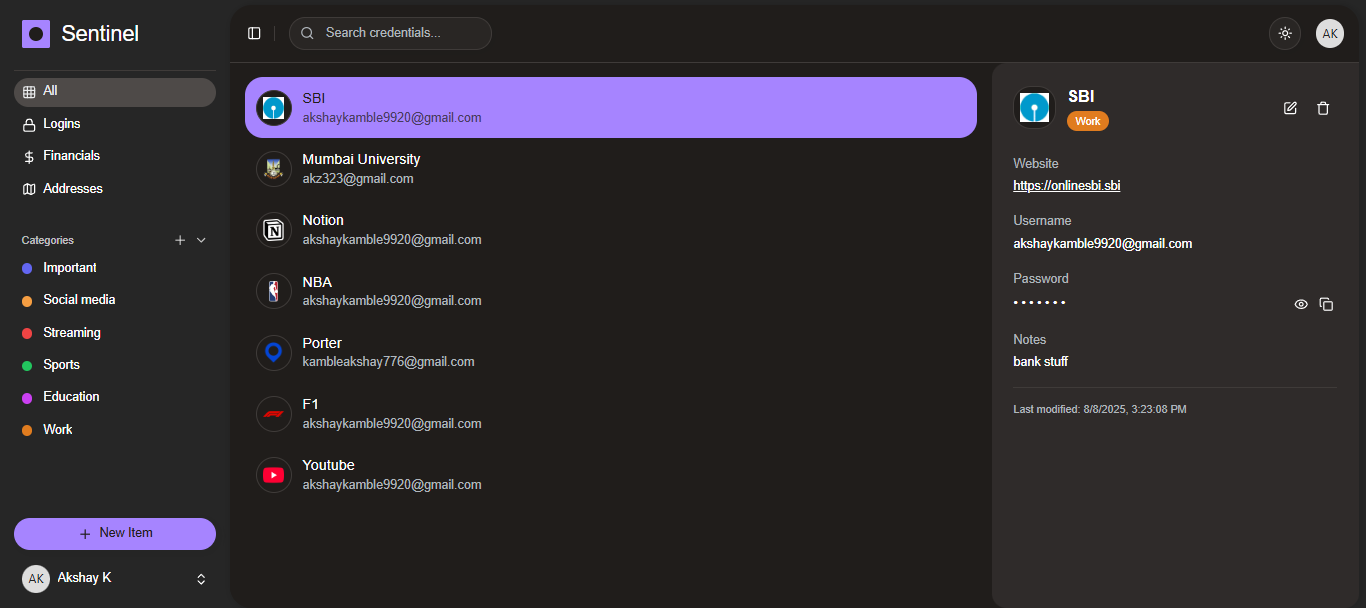 Sentinel
All
Logins
Financials
Addresses
Categories
Important
Social media
Streaming
Sports
Education
Work
New Item
AK
Akshay K
Search credentials...
AK
SBI
akshaykamble9920@gmail.com
Mumbai University
akz323@gmail.com
N
Notion
akshaykamble9920@gmail.com
NBA
akshaykamble9920@gmail.com
Porter
kambleakshay776@gmail.com
F1
akshaykamble9920@gmail.com
Youtube
akshaykamble9920@gmail.com
SBI
Work
Website
https://onlinesbi.sbi
Username
akshaykamble9920@gmail.com
Password
•••••••
Notes
bank stuff
Last modified: 8/8/2025, 3:23:08 PM